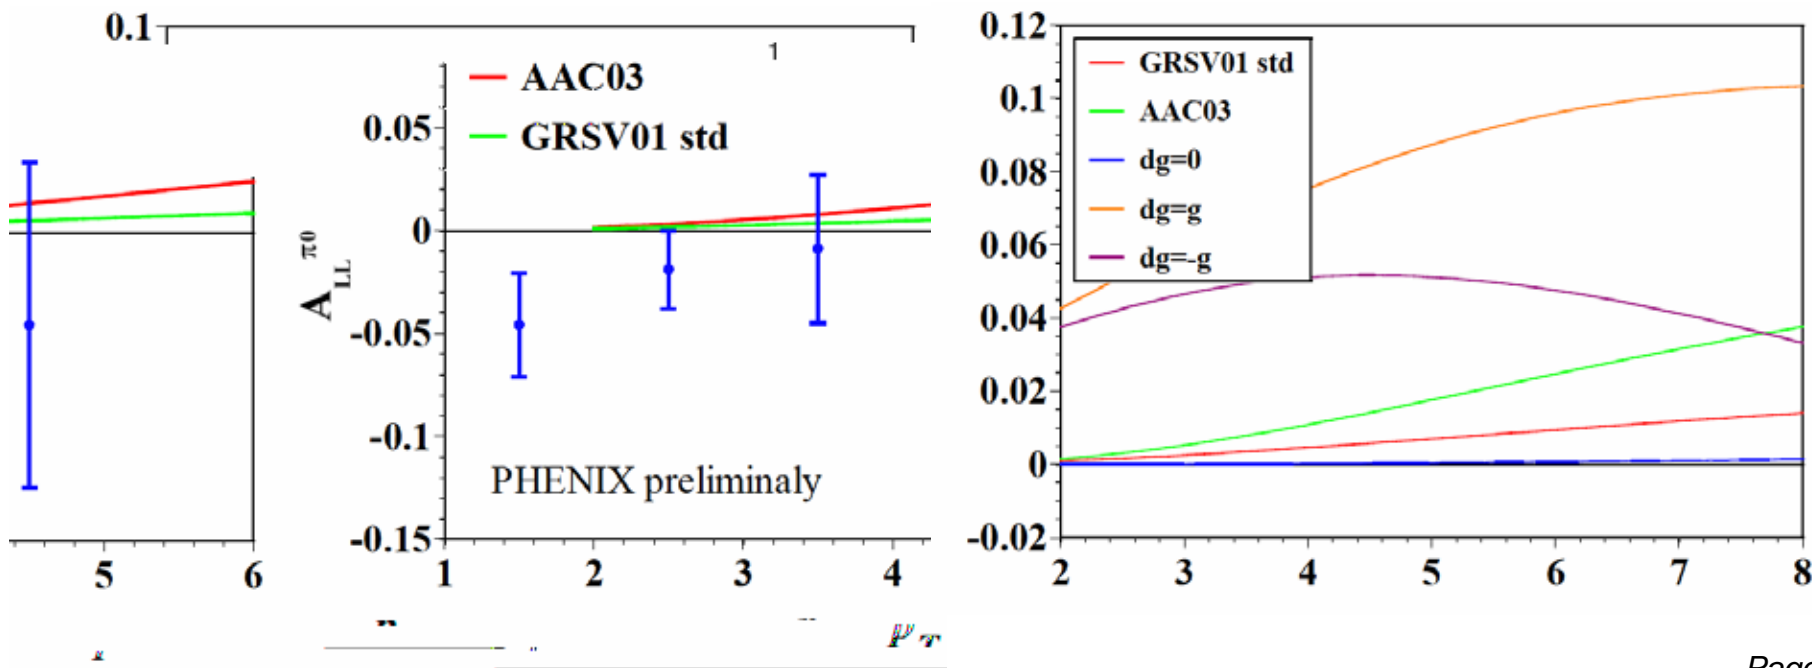 0.1
1
AAC03
0.05
GRSV01 std
0
A_LL^π0
-0.05
-0.1
PHENIX preliminaly
-0.15
5 6
1 2 3 4
p_T
0.12
0.1
0.08
0.06
0.04
0.02
0
-0.02
GRSV01 std
AAC03
dg=0
dg=g
dg=-g
2 3 4 5 6 7 8
Page